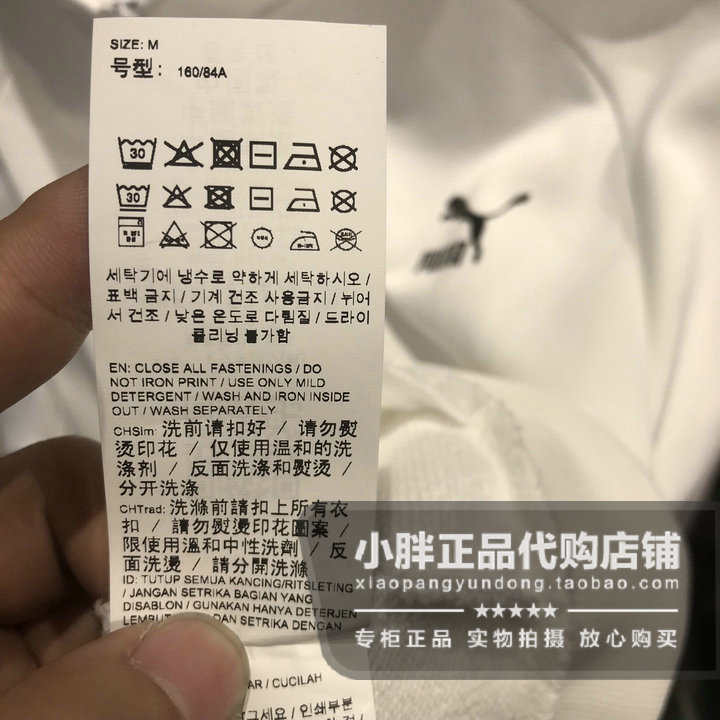 SIZE: M
号型: 160/84A
30
30
세탁기에 냉수로 약하게 세탁하시오 /
표백 금지 / 기계 건조 사용금지 / 뉘어
서 건조 / 낮은 온도로 다림질 / 드라이
클리닝 불가함
EN: CLOSE ALL FASTENINGS / DO
NOT IRON PRINT / USE ONLY MILD
DETERGENT / WASH AND IRON INSIDE
OUT / WASH SEPARATELY
CHSim: 洗前请扣好 / 请勿熨
烫印花 / 仅使用温和的洗
涤剂 / 反面洗涤和熨烫 /
分开洗涤
CHTrad: 洗滌前請扣上所有衣
扣 / 請勿熨燙印花圖案 /
限使用溫和中性洗劑 / 反
面洗燙 / 請分開洗滌
ID: TUTUP SEMUA KANCING/RITSLETING
/ JANGAN SETRIKA BAGIAN YANG
DISABLON / GUNAKAN HANYA DETERJEN
DAN SETRIKA DENGAN
/ CUCILAH
/ 인쇄부분
小胖正品代购店铺
xiaopangyundong.taobao.com
专柜正品 实物拍摄 放心购买